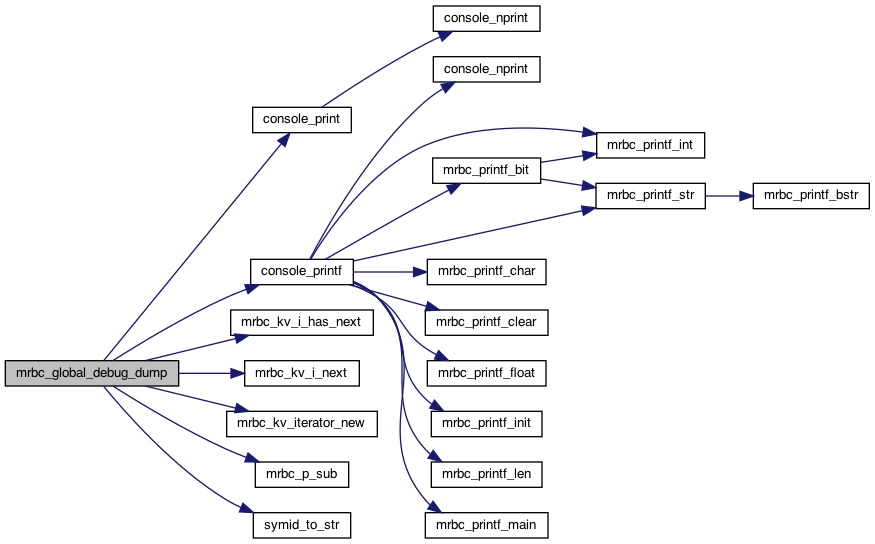 console_nprint
console_nprint
console_print
mrbc_printf_int
mrbc_printf_bit
mrbc_printf_str
mrbc_printf_bstr
console_printf
mrbc_printf_char
mrbc_kv_i_has_next
mrbc_printf_clear
mrbc_global_debug_dump
mrbc_kv_i_next
mrbc_printf_float
mrbc_kv_iterator_new
mrbc_printf_init
mrbc_p_sub
mrbc_printf_len
symid_to_str
mrbc_printf_main